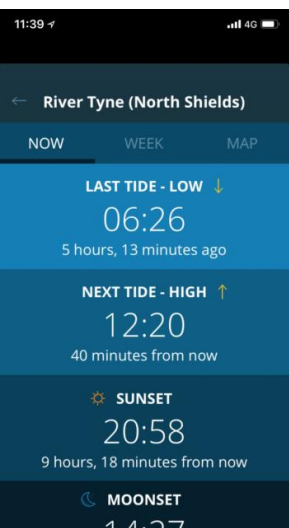 11:39 4G
River Tyne (North Shields)
NOW WEEK MAP
LAST TIDE - LOW ↓
06:26
5 hours, 13 minutes ago
NEXT TIDE - HIGH ↑
12:20
40 minutes from now
SUNSET
20:58
9 hours, 18 minutes from now
MOONSET